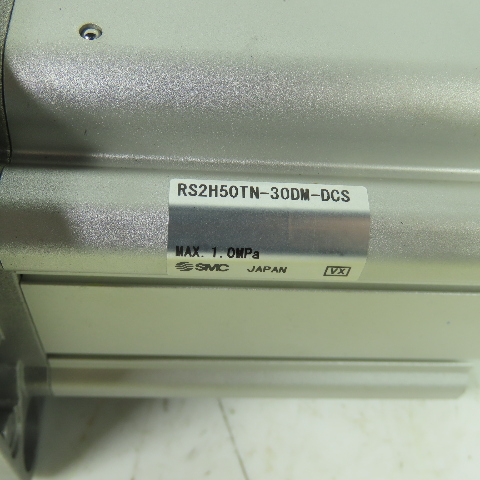 RS2H50TN-30DM-DCS
MAX. 1.0MPa
SMC JAPAN VX